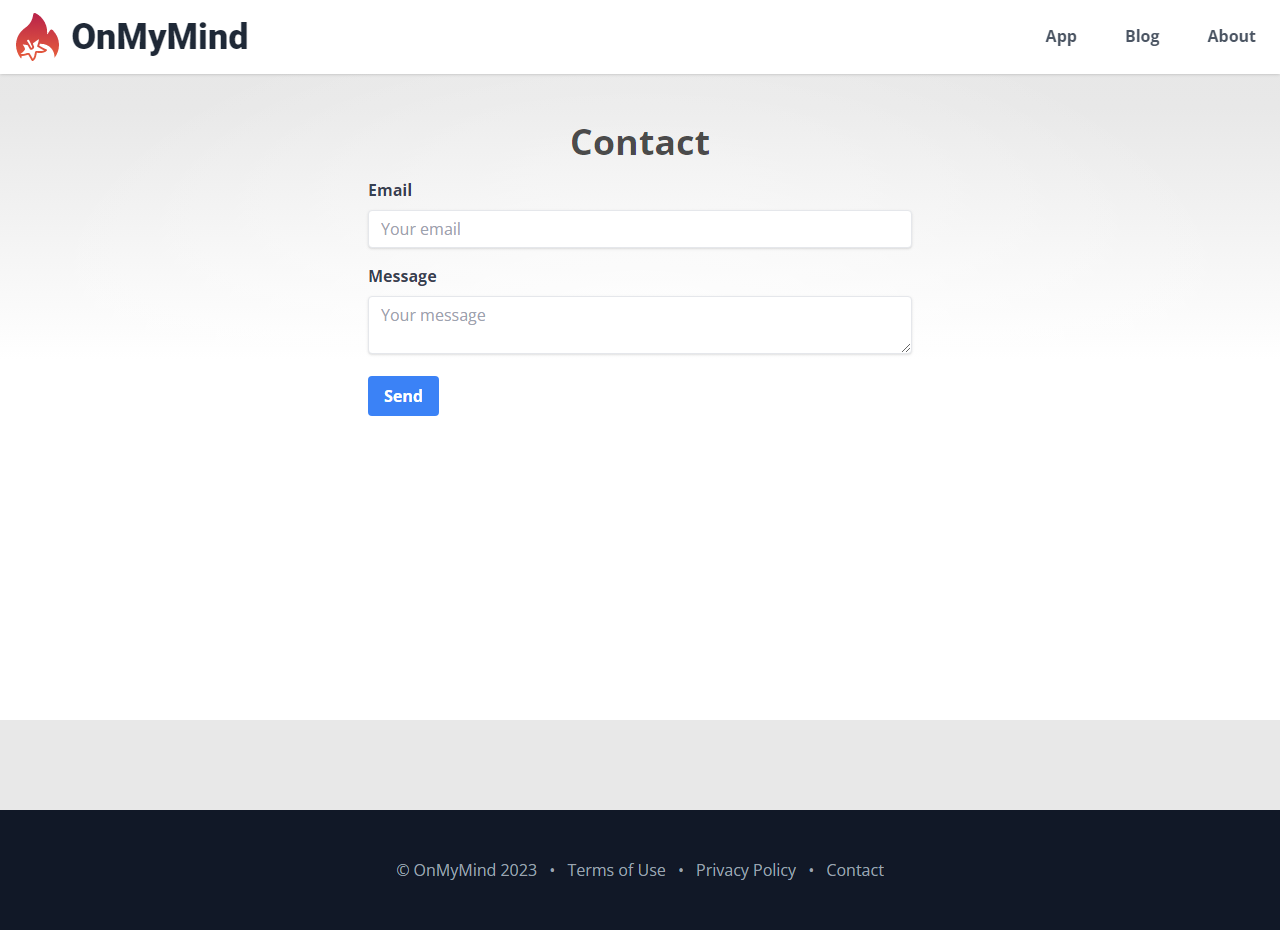 OnMyMind
App Blog About
Contact
Email
Your email
Message
Your message
Send
© OnMyMind 2023 • Terms of Use • Privacy Policy • Contact